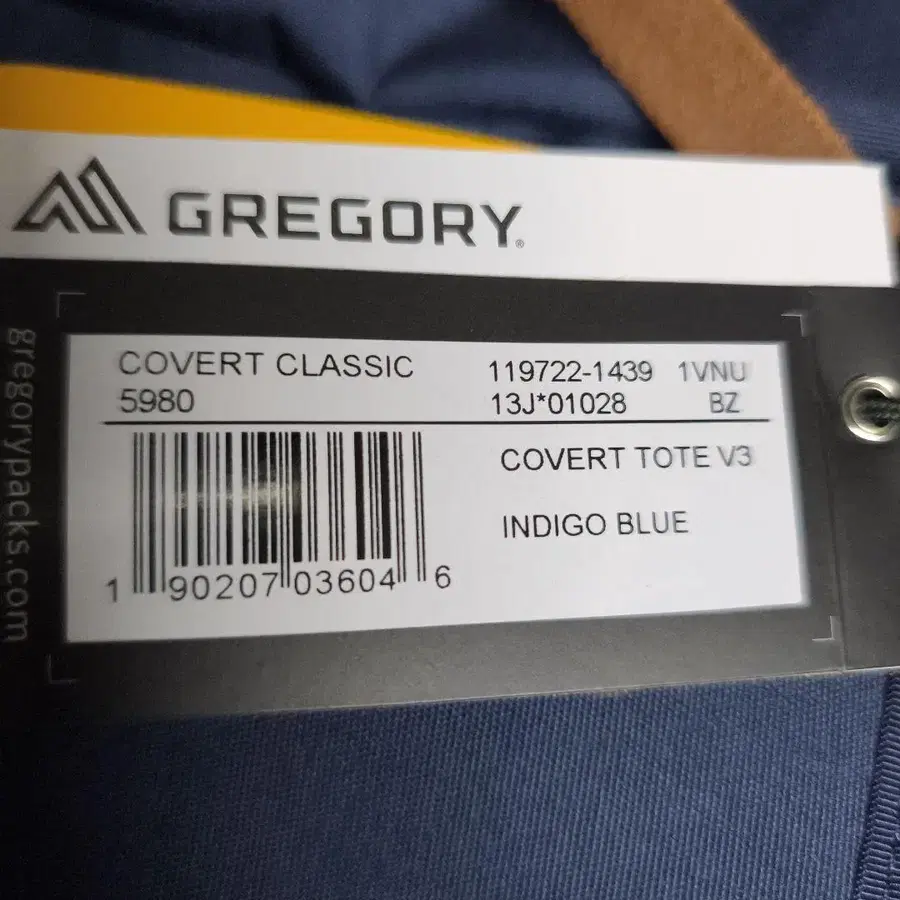 GREGORY®
gregorypacks.com
COVERT CLASSIC
5980
119722-1439 1VNU
13J*01028 BZ
COVERT TOTE V3
INDIGO BLUE
1 90207 03604 6